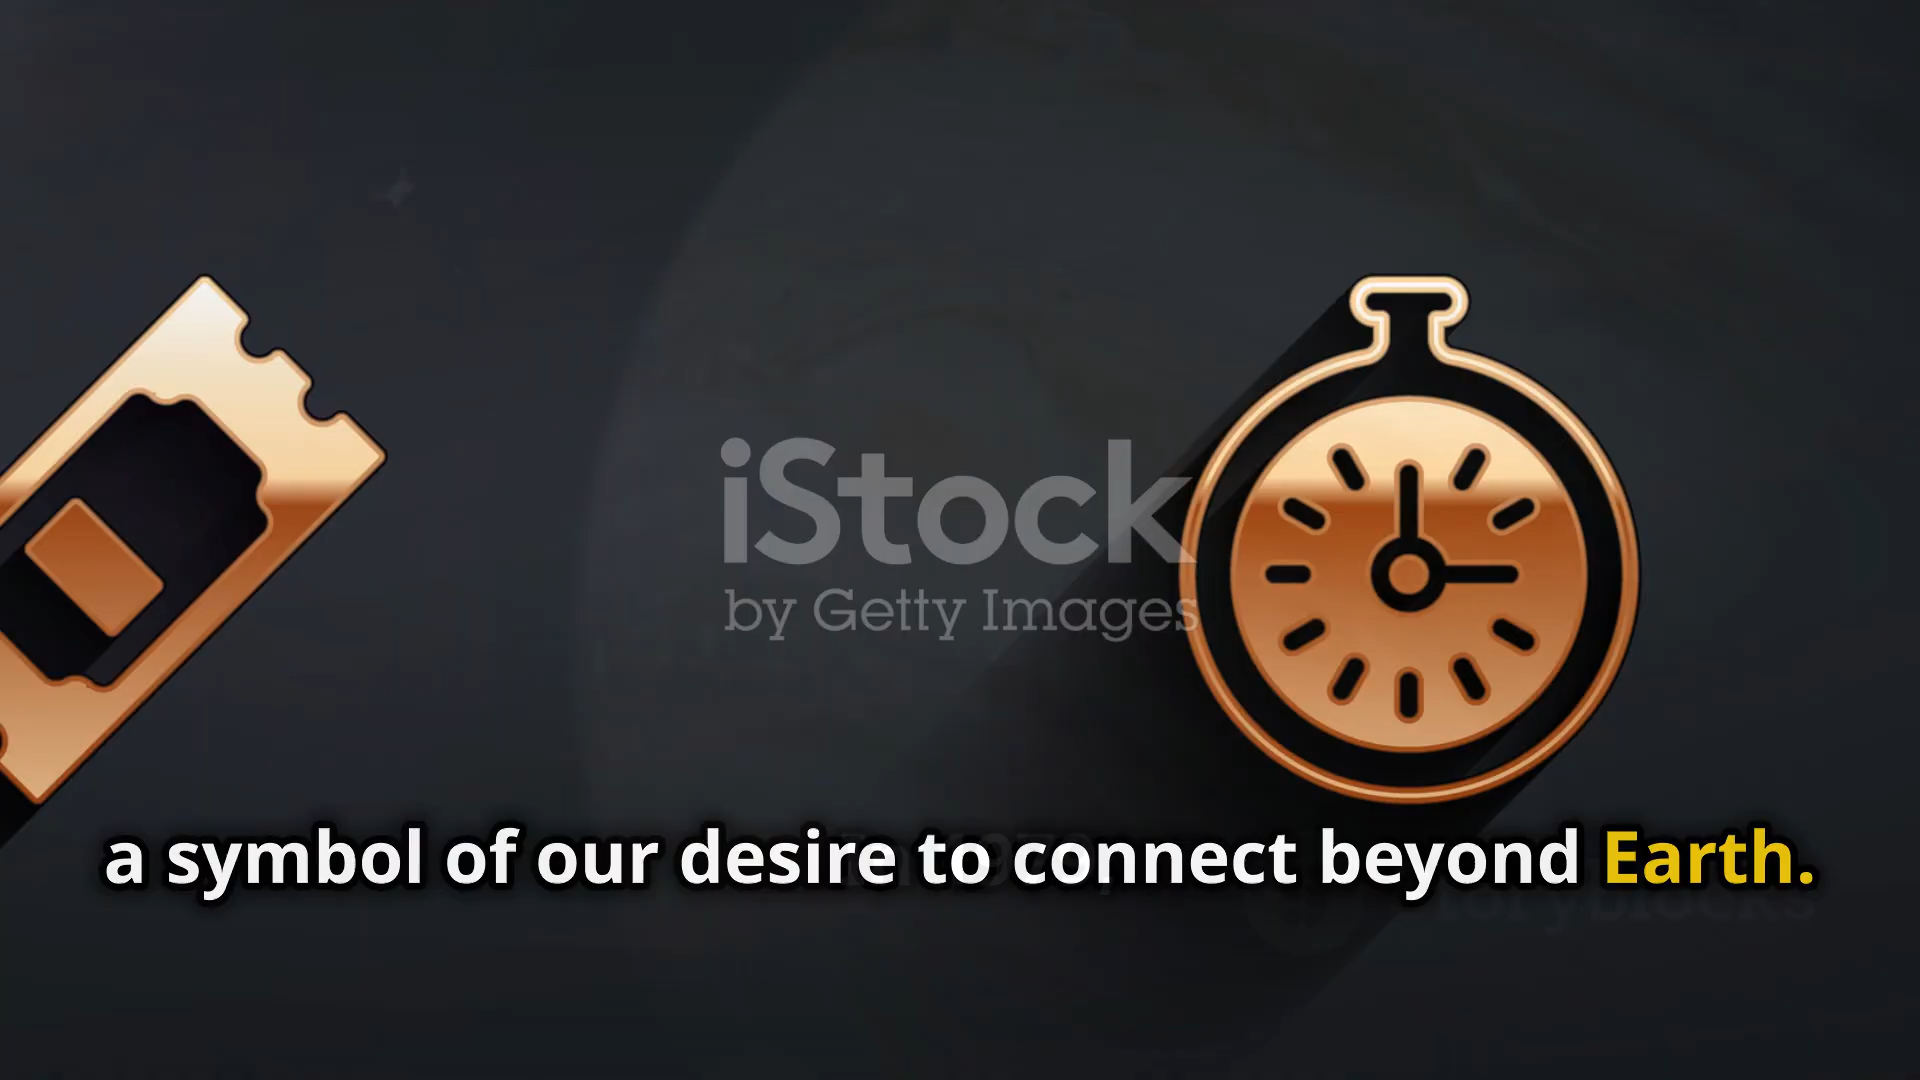 iStock
by Getty Images
a symbol of our desire to connect beyond Earth.